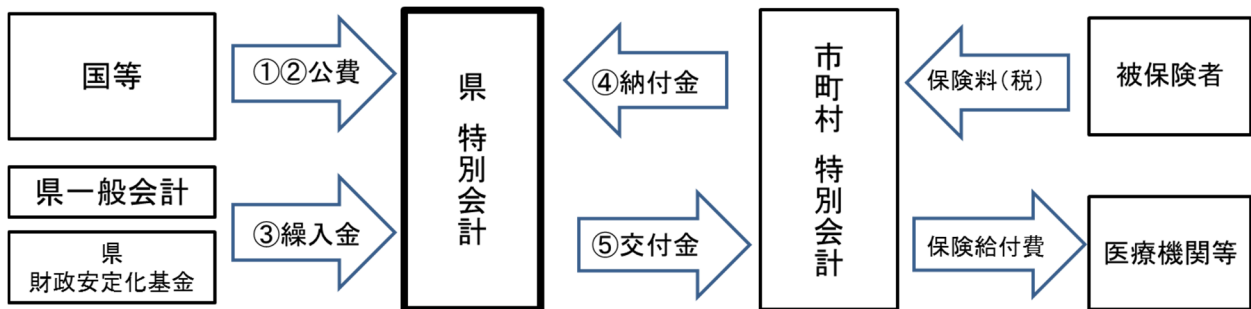 国等
①②公費
県一般会計
県
財政安定化基金
③繰入金
県 特別会計
④納付金
⑤交付金
市町村 特別会計
保険料(税)
保険給付費
被保険者
医療機関等